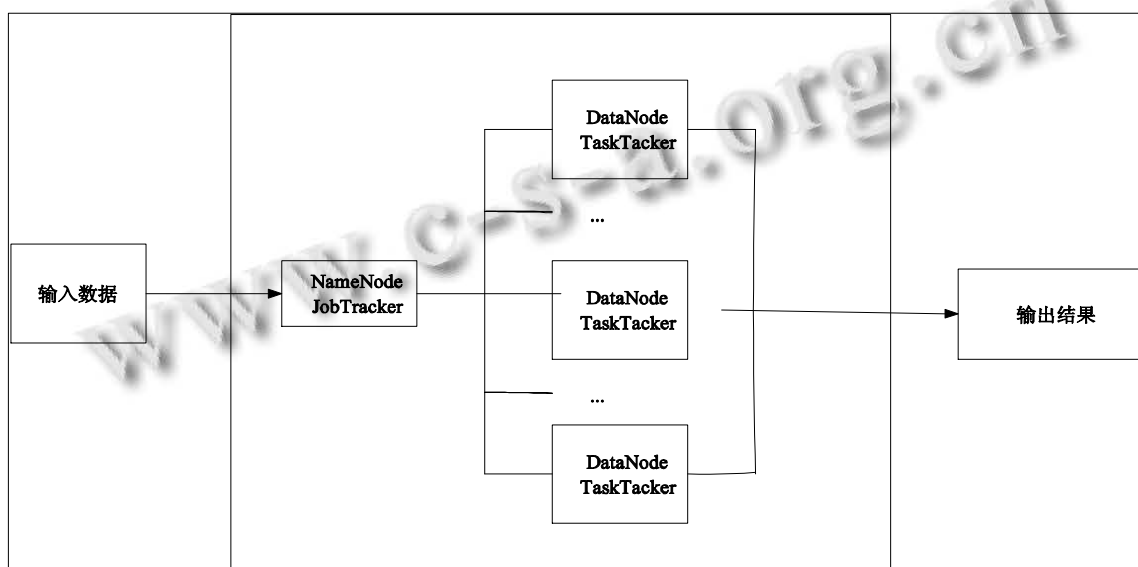 www.c-s-a.org.cn
DataNode
TaskTacker
...
输入数据
NameNode
JobTracker
DataNode
TaskTacker
输出结果
...
DataNode
TaskTacker